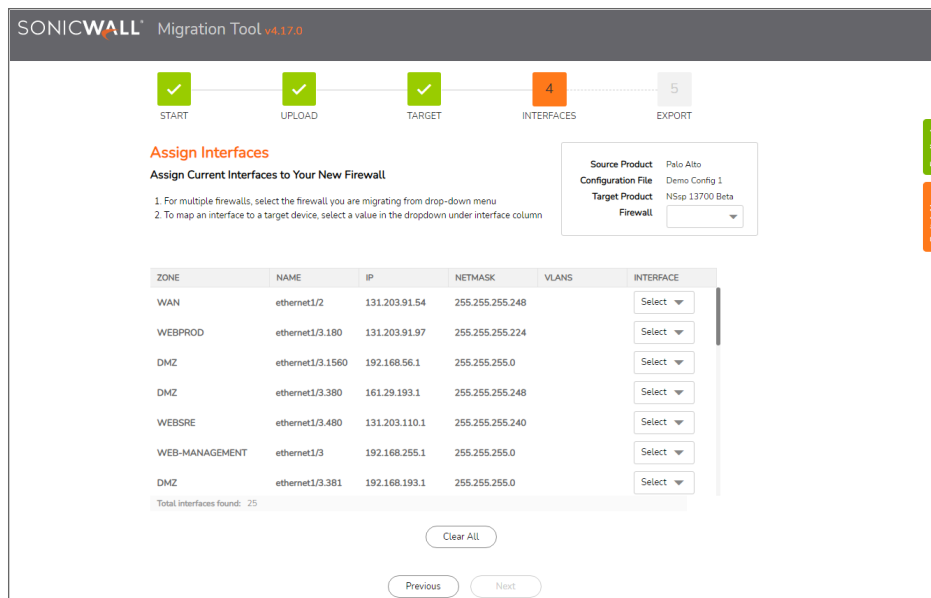 SONICWALL Migration Tool v4.17.0
4
5
START UPLOAD TARGET INTERFACES EXPORT
Assign Interfaces
Assign Current Interfaces to Your New Firewall
1. For multiple firewalls, select the firewall you are migrating from drop-down menu
2. To map an interface to a target device, select a value in the dropdown under interface column
Source Product Palo Alto
Configuration File Demo Config 1
Target Product NSsp 13700 Beta
Firewall
ZONE NAME IP NETMASK VLANS INTERFACE
WAN ethernet1/2 131.203.91.54 255.255.255.248 Select
WEBPROD ethernet1/3.180 131.203.91.97 255.255.255.224 Select
DMZ ethernet1/3.1560 192.168.56.1 255.255.255.0 Select
DMZ ethernet1/3.380 161.29.193.1 255.255.255.248 Select
WEBSRE ethernet1/3.480 131.203.110.1 255.255.255.240 Select
WEB-MANAGEMENT ethernet1/3 192.168.255.1 255.255.255.0 Select
DMZ ethernet1/3.381 192.168.193.1 255.255.255.0 Select
Total interfaces found: 25
Clear All
Previous Next